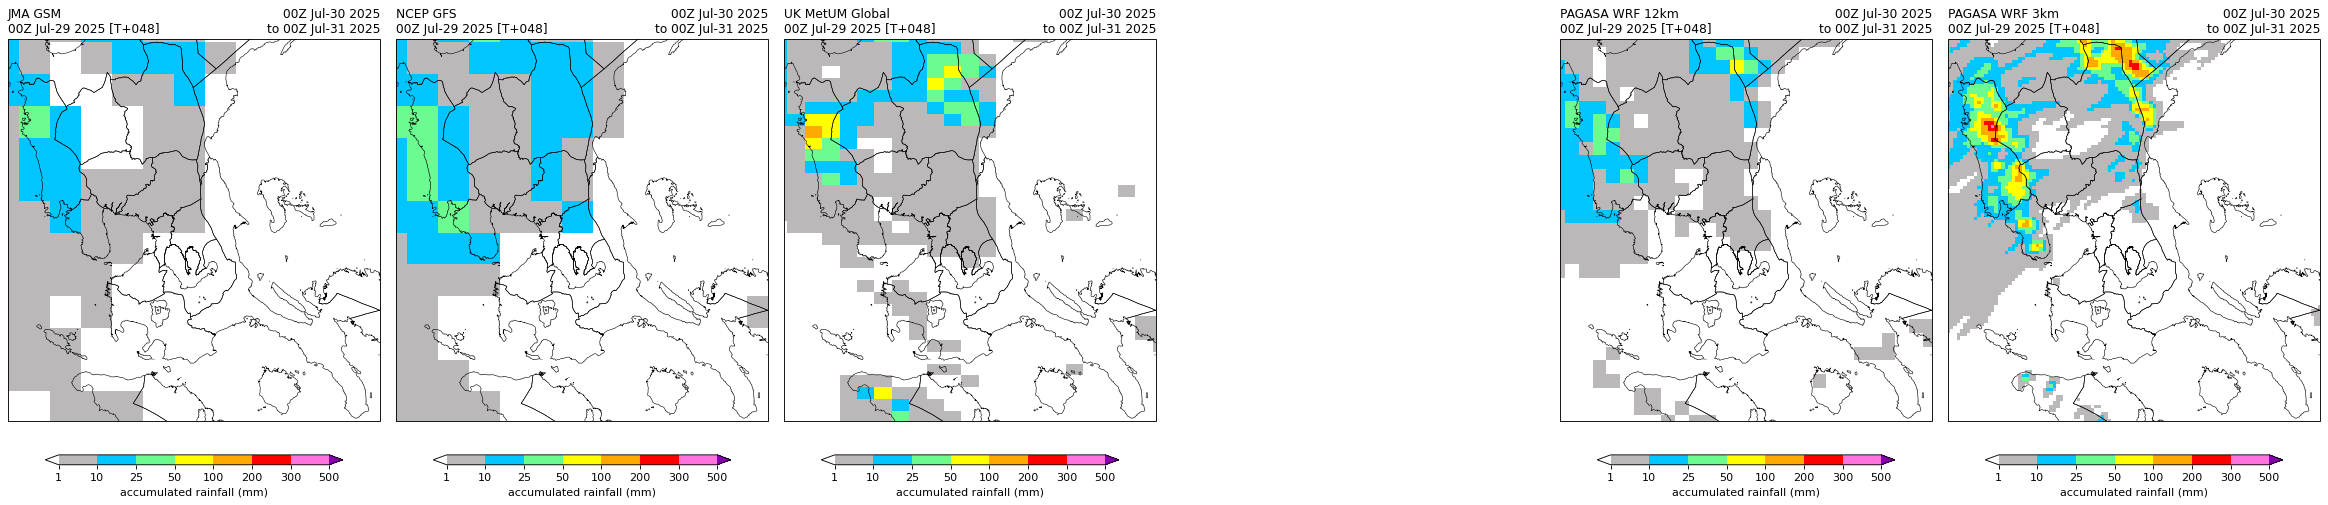 JMA GSM 00Z Jul-30 2025
00Z Jul-29 2025 [T+048] to 00Z Jul-31 2025
1 10 25 50 100 200 300 500
accumulated rainfall (mm)
NCEP GFS 00Z Jul-30 2025
00Z Jul-29 2025 [T+048] to 00Z Jul-31 2025
1 10 25 50 100 200 300 500
accumulated rainfall (mm)
UK MetUM Global 00Z Jul-30 2025
00Z Jul-29 2025 [T+048] to 00Z Jul-31 2025
1 10 25 50 100 200 300 500
accumulated rainfall (mm)
PAGASA WRF 12km 00Z Jul-30 2025
00Z Jul-29 2025 [T+048] to 00Z Jul-31 2025
1 10 25 50 100 200 300 500
accumulated rainfall (mm)
PAGASA WRF 3km 00Z Jul-30 2025
00Z Jul-29 2025 [T+048] to 00Z Jul-31 2025
1 10 25 50 100 200 300 500
accumulated rainfall (mm)